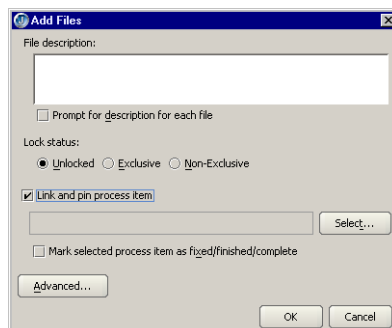 Add Files
File description:
Prompt for description for each file
Lock status:
Unlocked Exclusive Non-Exclusive
Link and pin process item
Select...
Mark selected process item as fixed/finished/complete
Advanced...
OK Cancel